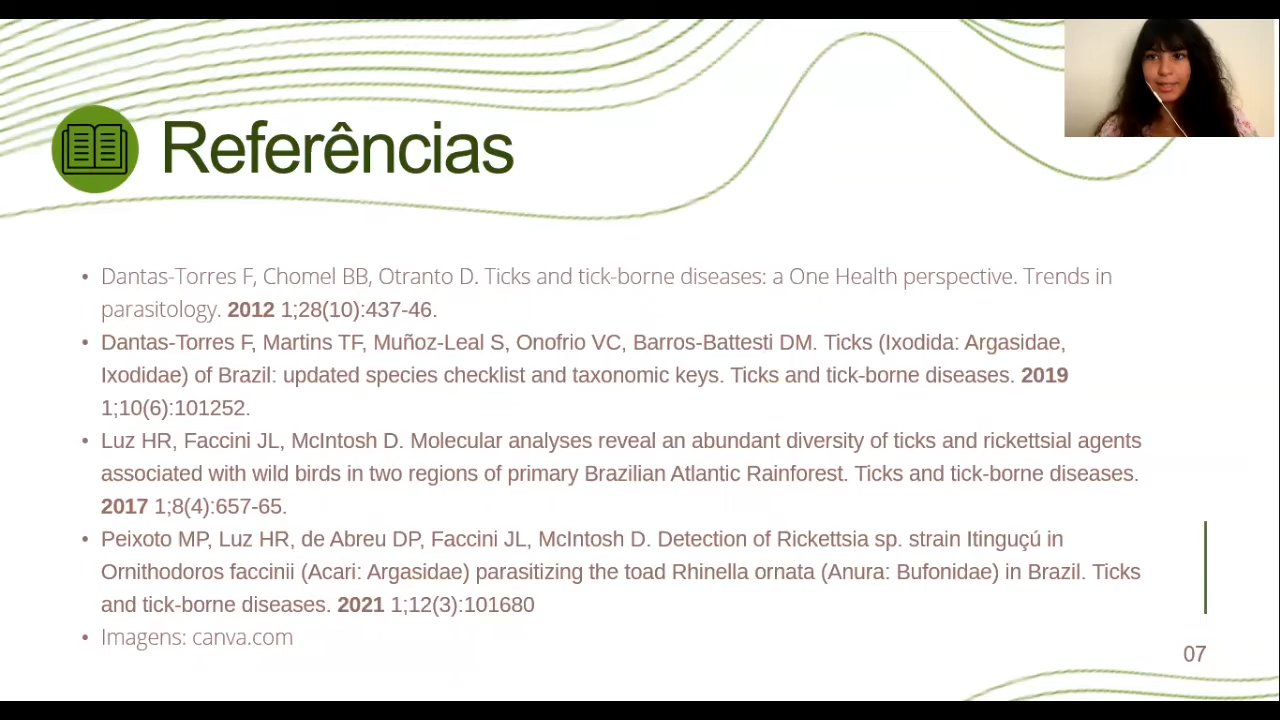 Referências
• Dantas-Torres F, Chomel BB, Otranto D. Ticks and tick-borne diseases: a One Health perspective. Trends in
parasitology. 2012 1;28(10):437-46.
• Dantas-Torres F, Martins TF, Muñoz-Leal S, Onofrio VC, Barros-Battesti DM. Ticks (Ixodida: Argasidae,
Ixodidae) of Brazil: updated species checklist and taxonomic keys. Ticks and tick-borne diseases. 2019
1;10(6):101252.
• Luz HR, Faccini JL, McIntosh D. Molecular analyses reveal an abundant diversity of ticks and rickettsial agents
associated with wild birds in two regions of primary Brazilian Atlantic Rainforest. Ticks and tick-borne diseases.
2017 1;8(4):657-65.
• Peixoto MP, Luz HR, de Abreu DP, Faccini JL, McIntosh D. Detection of Rickettsia sp. strain Itinguçú in
Ornithodoros faccinii (Acari: Argasidae) parasitizing the toad Rhinella ornata (Anura: Bufonidae) in Brazil. Ticks
and tick-borne diseases. 2021 1;12(3):101680
• Imagens: canva.com
07